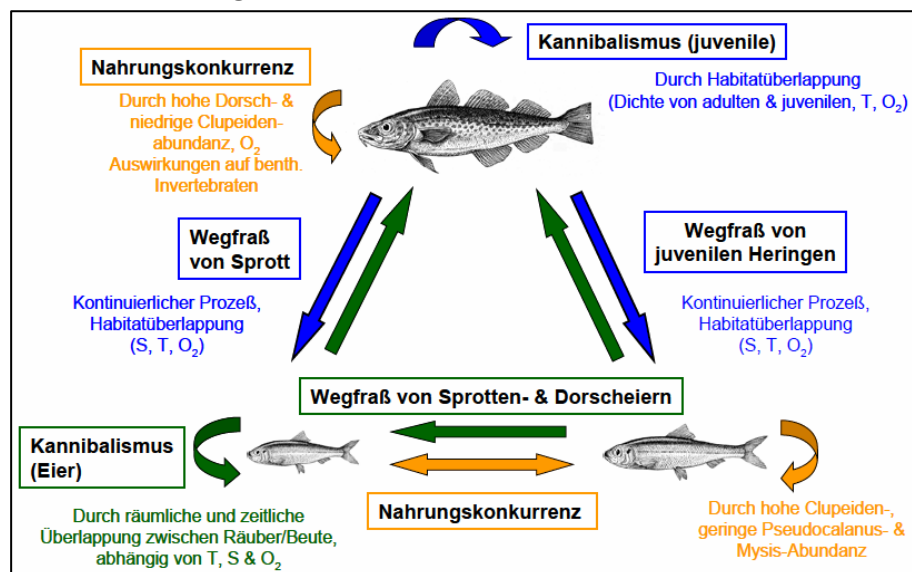 Kannibalismus (juvenile)
Durch Habitatüberlappung
(Dichte von adulten & juvenilen, T, O₂)
Nahrungskonkurrenz
Durch hohe Dorsch- &
niedrige Clupeiden-
abundanz, O₂
Auswirkungen auf benth.
Invertebraten
Wegfraß
von Sprott
Kontinuierlicher Prozeß,
Habitatüberlappung
(S, T, O₂)
Wegfraß von
juvenilen Heringen
Kontinuierlicher Prozeß,
Habitatüberlappung
(S, T, O₂)
Wegfraß von Sprotten- & Dorscheiern
Kannibalismus
(Eier)
Durch räumliche und zeitliche
Überlappung zwischen Räuber/Beute,
abhängig von T, S & O₂
Nahrungskonkurrenz
Durch hohe Clupeiden-,
geringe Pseudocalanus- &
Mysis-Abundanz